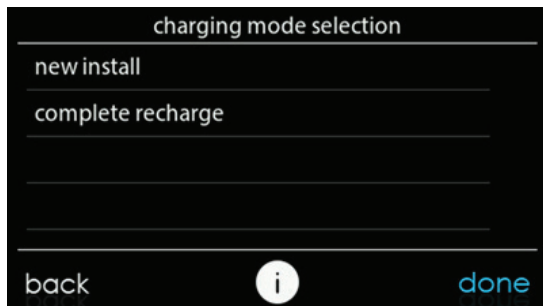 charging mode selection
new install
complete recharge
back
i
done